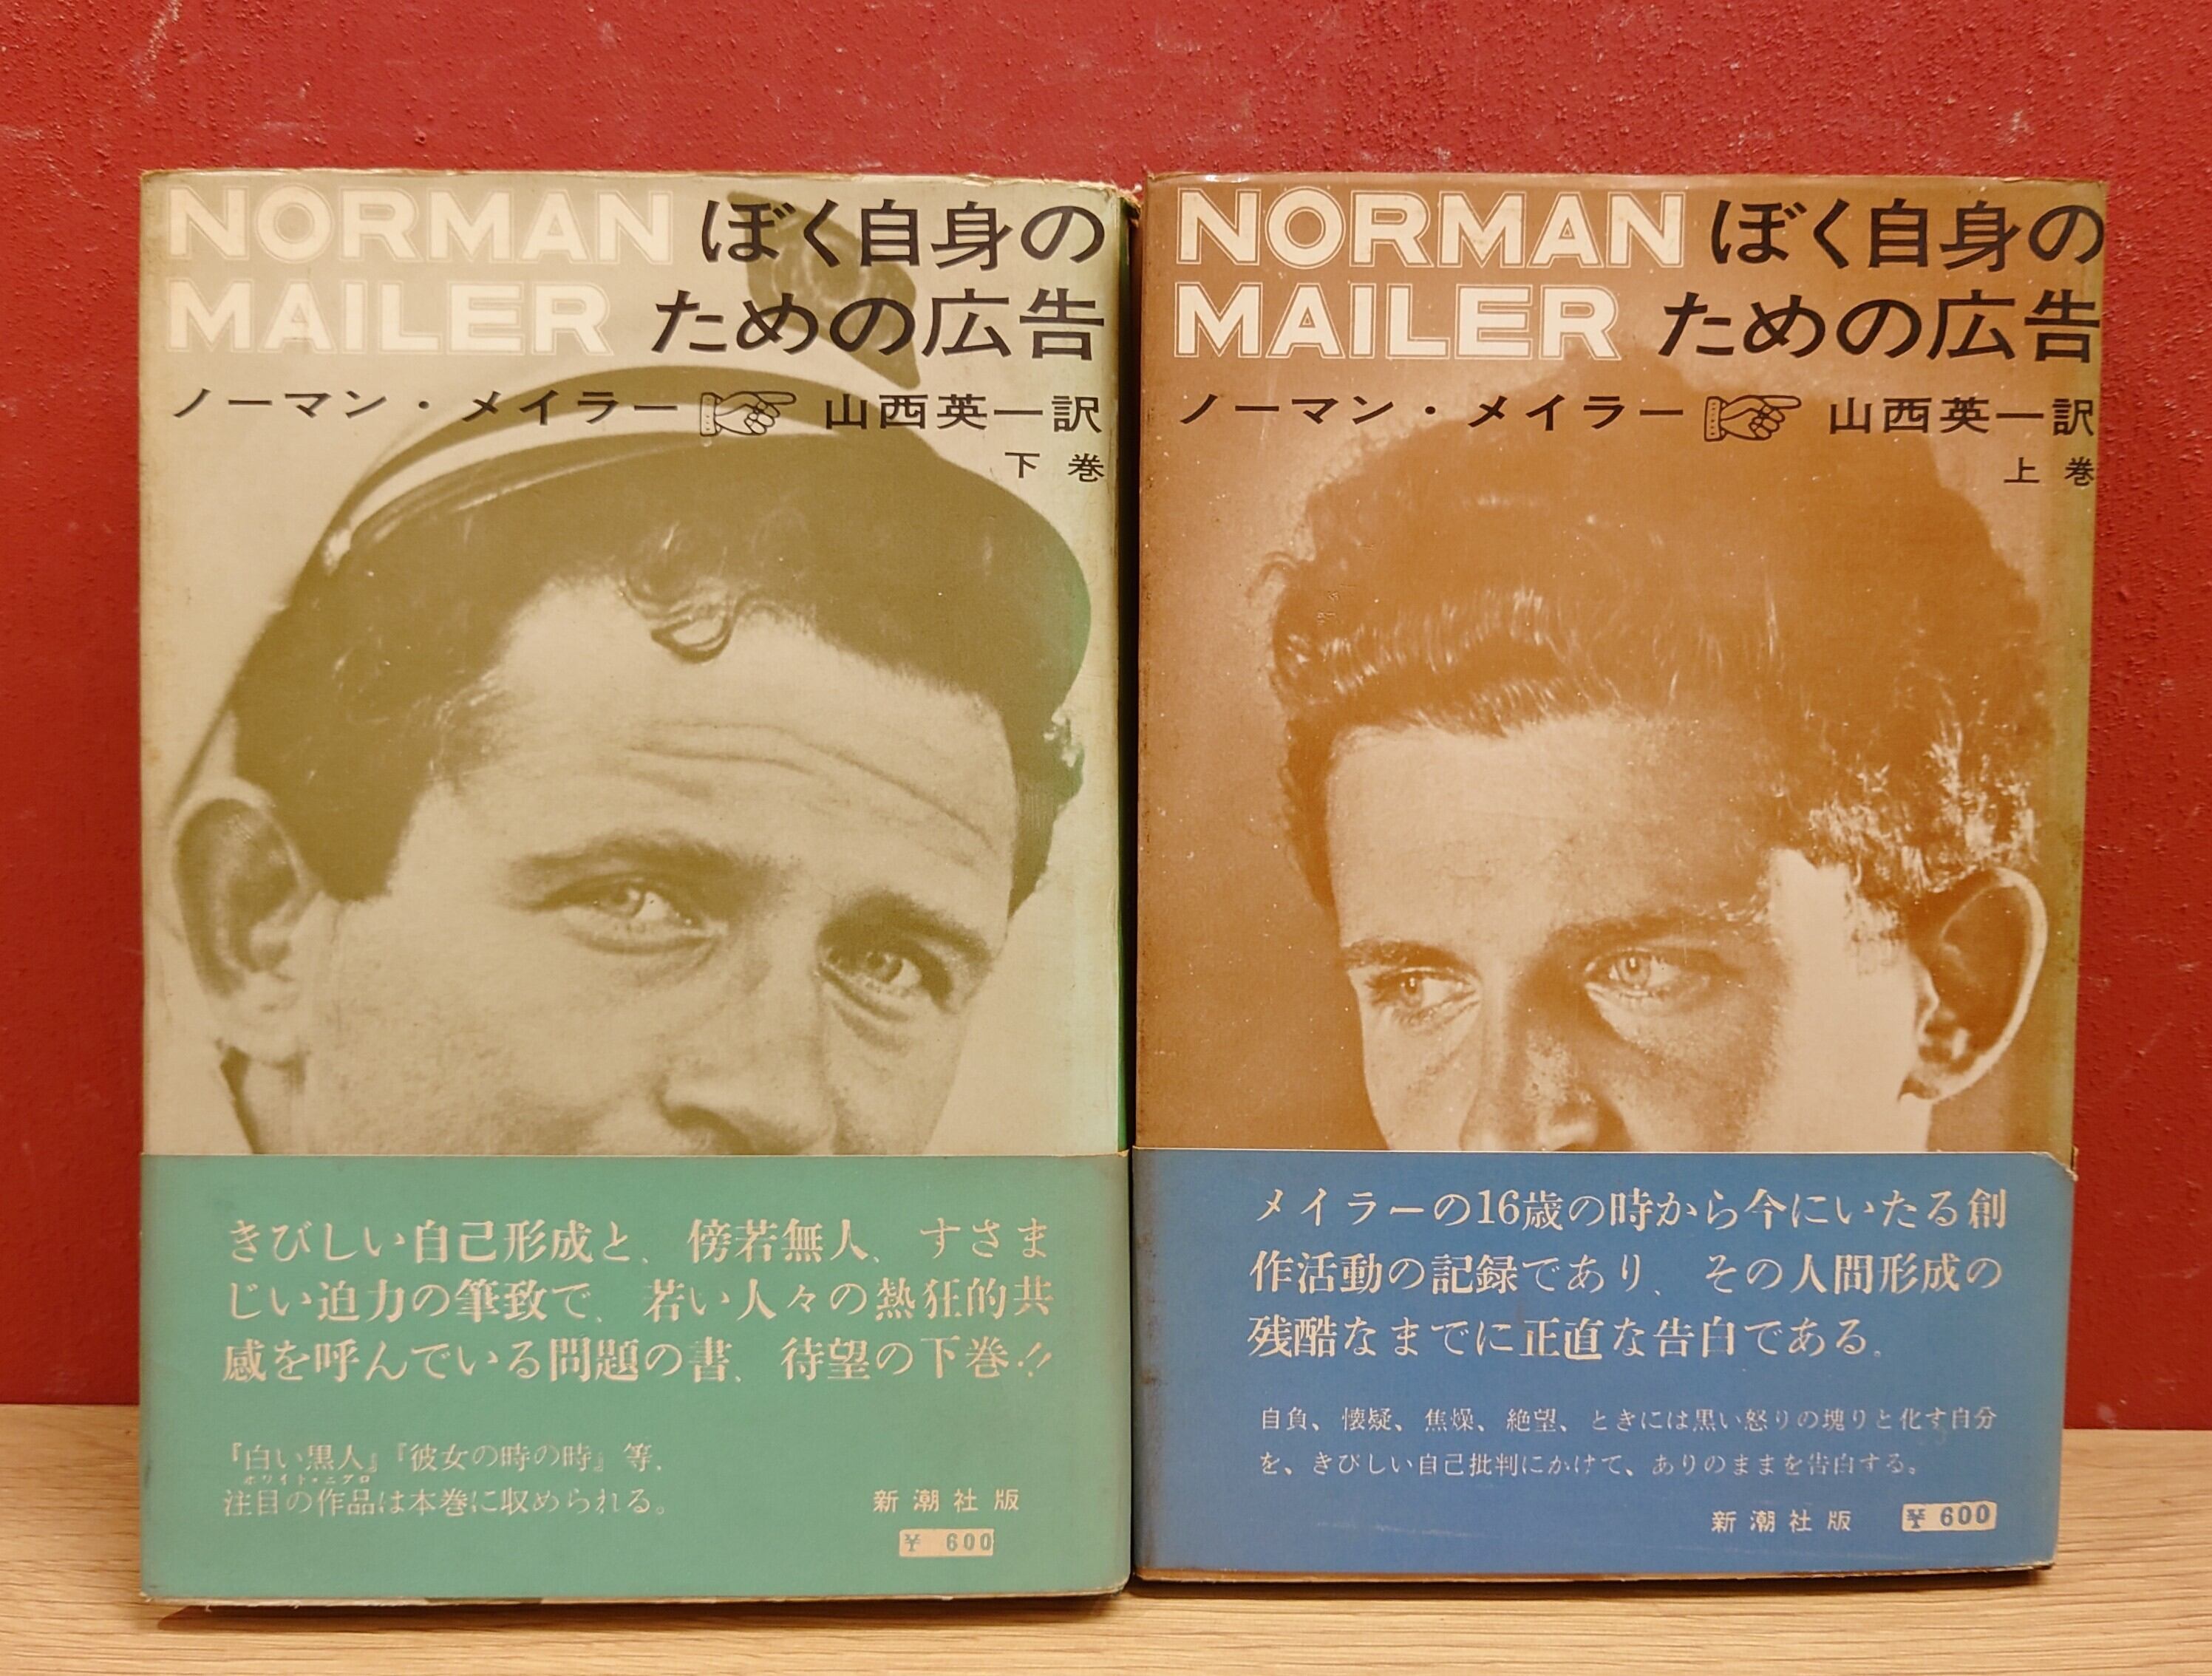 NORMAN
MAILER
ぼく自身の
ための広告
ノーマン・メイラー
山西英一訳
下巻
きびしい自己形成と、傍若無人、すさま
じい迫力の筆致で、若い人々の熱狂的共
感を呼んでいる問題の書、待望の下巻!!
『白い黒人』『彼女の時の時』等、
ホワイト・ニグロ
注目の作品は本巻に収められる。
新潮社版
¥ 600
NORMAN
MAILER
ぼく自身の
ための広告
ノーマン・メイラー
山西英一訳
上巻
メイラーの16歳の時から今にいたる創
作活動の記録であり、その人間形成の
残酷なまでに正直な告白である。
自負、懐疑、焦燥、絶望、ときには黒い怒りの塊りと化す自分
を、きびしい自己批判にかけて、ありのままを告白する。
新潮社版
¥ 600